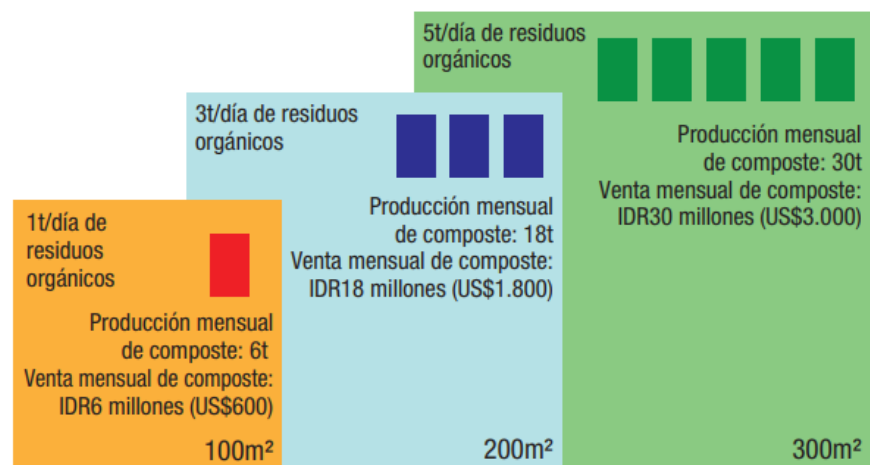 5t/día de residuos
orgánicos
Producción mensual
de composte: 30t
Venta mensual de composte:
IDR30 millones (US$3.000)
300m²
3t/día de residuos
orgánicos
Producción mensual
de composte: 18t
Venta mensual de composte:
IDR18 millones (US$1.800)
200m²
1t/día de
residuos
orgánicos
Producción mensual
de composte: 6t
Venta mensual de composte:
IDR6 millones (US$600)
100m²